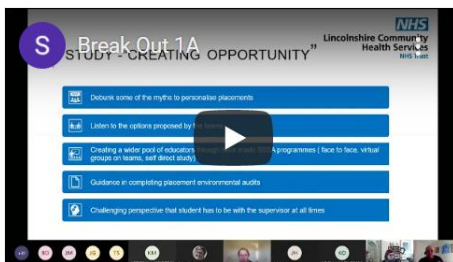 NHS
Lincolnshire Community
Health Services
NHS Trust
S
Break Out 1A
STUDY - "CREATING OPPORTUNITY"
Debunk some of the myths to personalise placements
Listen to the options proposed by the
Creating a wider pool of educators programmes ( face to face, virtual
groups on teams, self direct study)
Guidance in completing placement environmental audits
Challenging perspective that student has to be with the supervisor at all times
KM
JH
KO